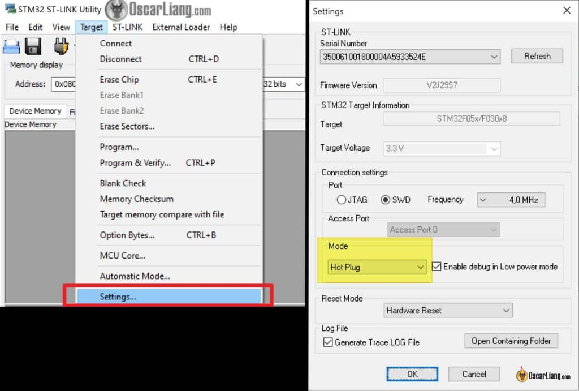 STM32 ST-LINK Utility
OscarLiang.com
File Edit View Target ST-LINK External Loader Help
Memory display
Address: 0x080
32 bits
Device Memory
Device Memory
Connect
Disconnect CTRL+D
Erase Chip CTRL+E
Erase Bank1
Erase Bank2
Erase Sectors...
Program...
Program & Verify... CTRL+P
Blank Check
Memory Checksum
Target memory compare with file
Option Bytes... CTRL+B
MCU Core...
Automatic Mode...
Settings...
Settings
ST-LINK
Serial Number
350061001800004A5933524E
Refresh
Firmware Version V2J29S7
STM32 Target Information
Target STM32F05x/F030x8
Target Voltage 3.3 V
Connection settings
Port
JTAG SWD Frequency 4,0 MHz
Access Port
Access Port 0
Mode
Hot Plug Enable debug in Low power mode
Reset Mode
Hardware Reset
Log File
Generate Trace LOG File Open Containing Folder
OK Cancel OscarLiang.com